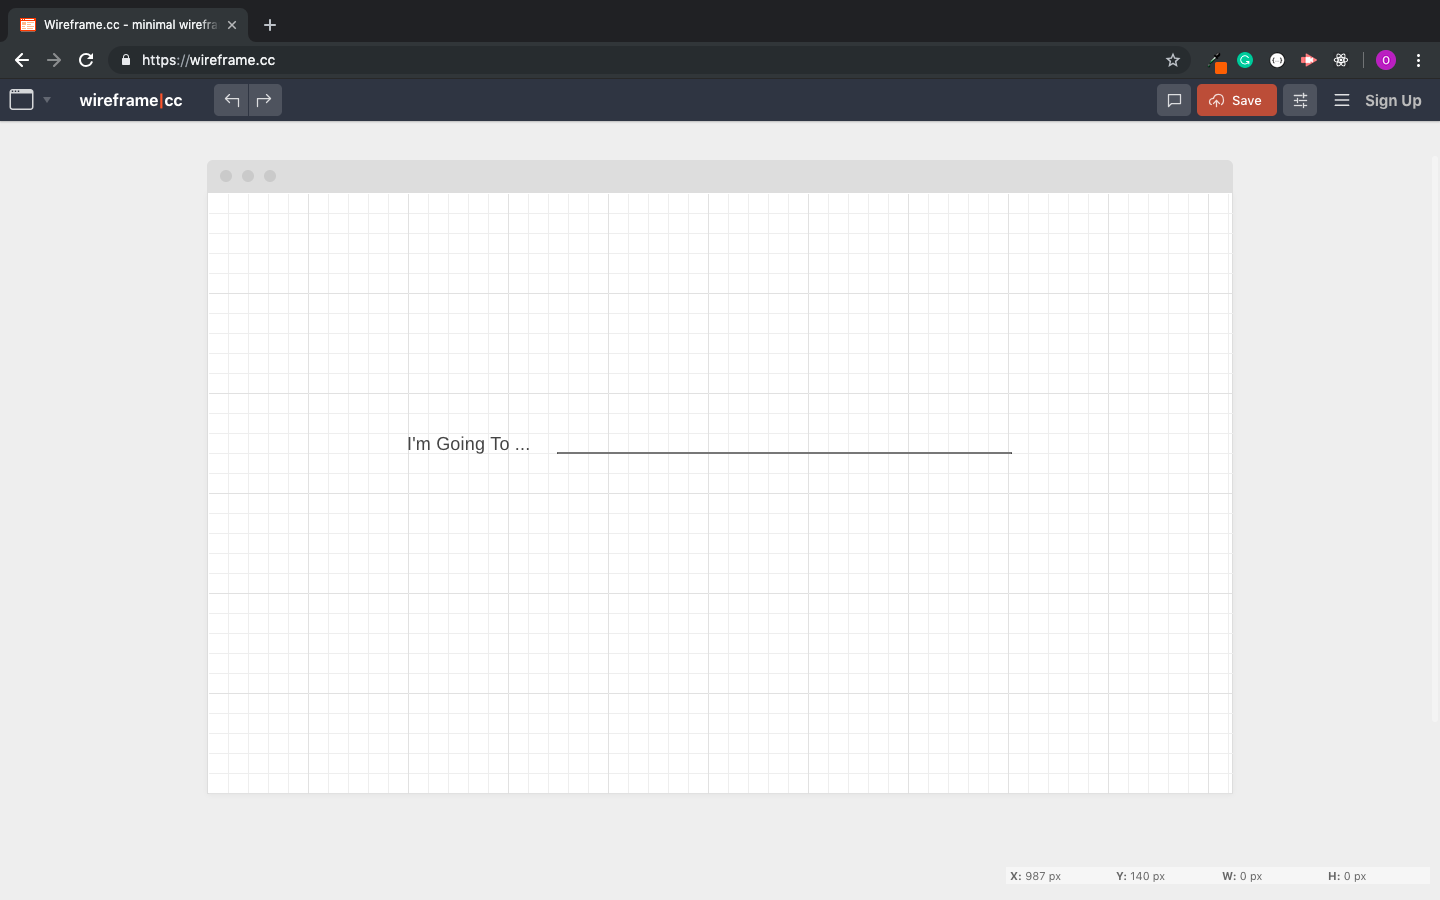 Wireframe.cc - minimal wirefra
https://wireframe.cc
O
wireframe|cc
Save
Sign Up
I'm Going To ...
X: 987 px Y: 140 px W: 0 px H: 0 px